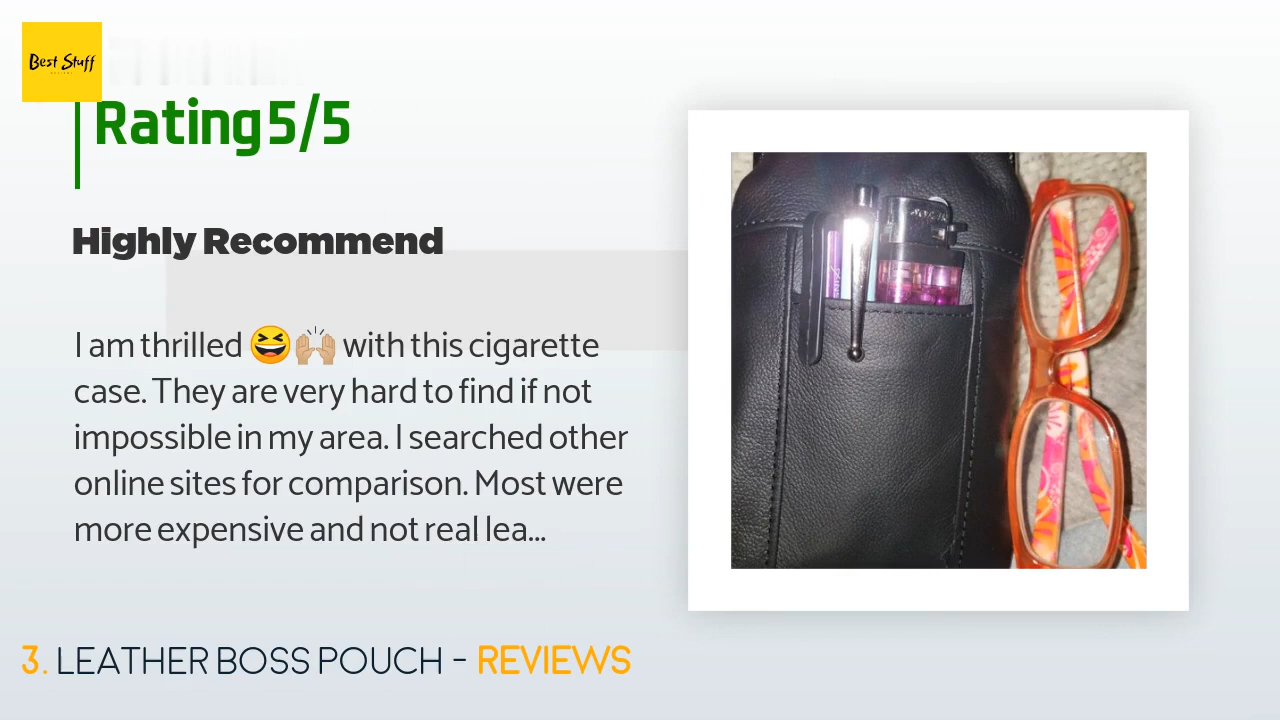 Best Stuff
Rating 5/5
Highly Recommend
I am thrilled 😆🙌🏼 with this cigarette
case. They are very hard to find if not
impossible in my area. I searched other
online sites for comparison. Most were
more expensive and not real lea...
3. LEATHER BOSS POUCH - REVIEWS